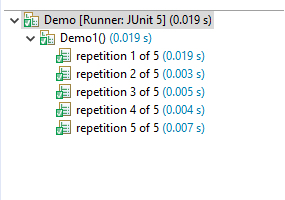 Demo [Runner: JUnit 5] (0.019 s)
Demo1() (0.019 s)
repetition 1 of 5 (0.019 s)
repetition 2 of 5 (0.003 s)
repetition 3 of 5 (0.005 s)
repetition 4 of 5 (0.004 s)
repetition 5 of 5 (0.007 s)